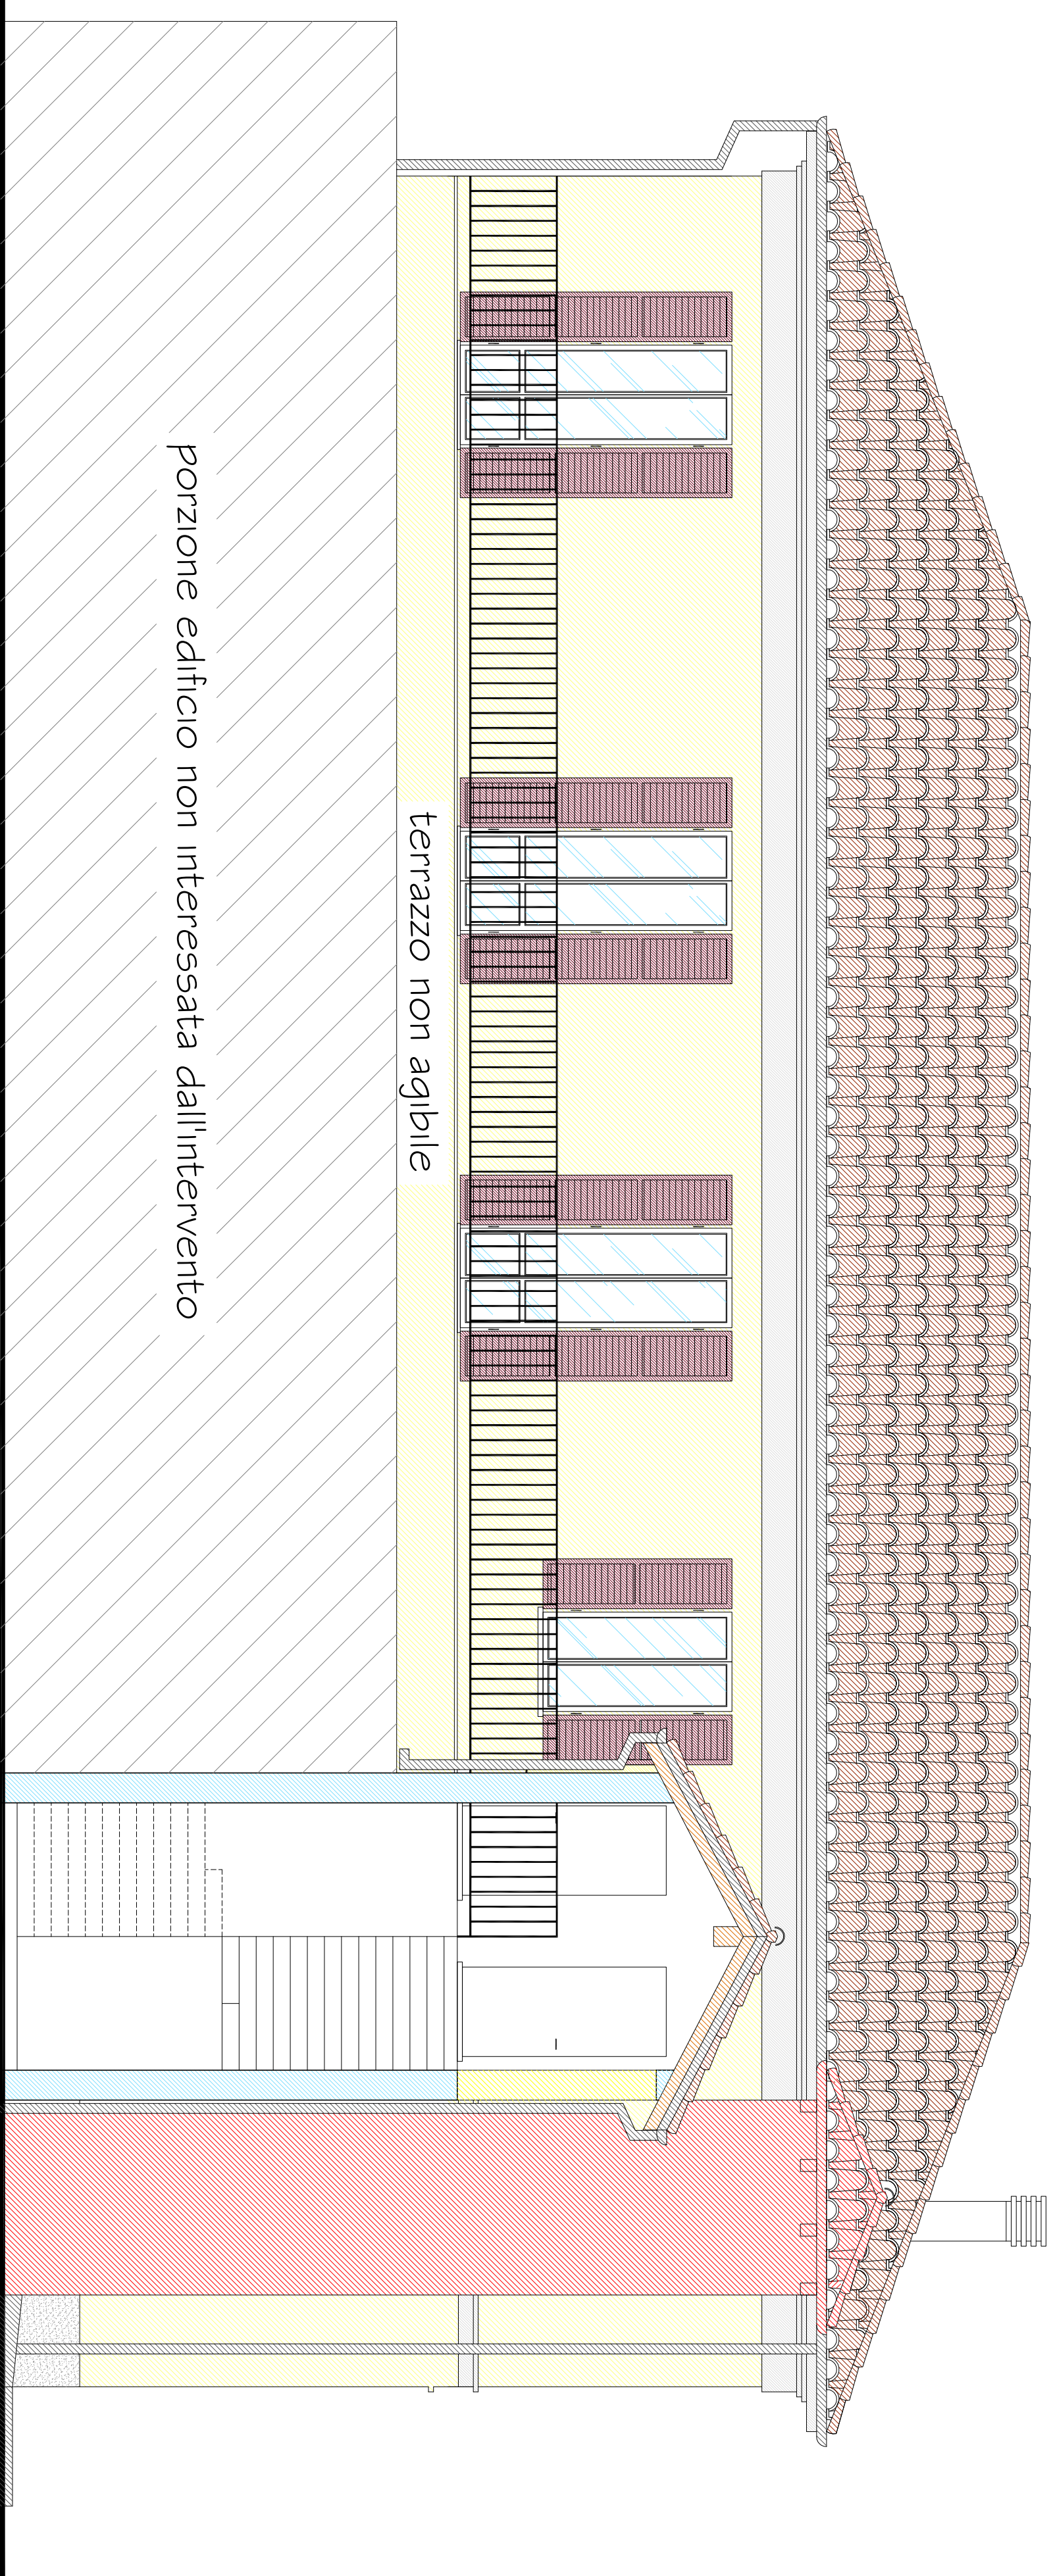 terrazzo non agibile
porzione edificio non interessata dall'intervento